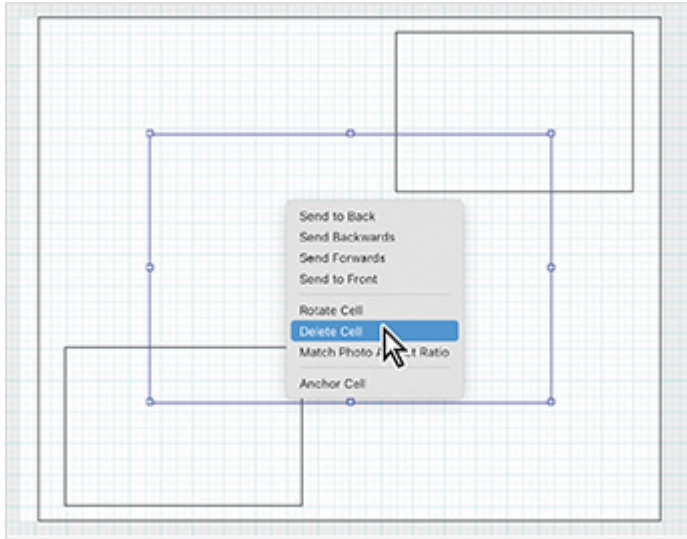 Send to Back
Send Backwards
Send Forwards
Send to Front
Rotate Cell
Delete Cell
Match Photo Ratio
Anchor Cell